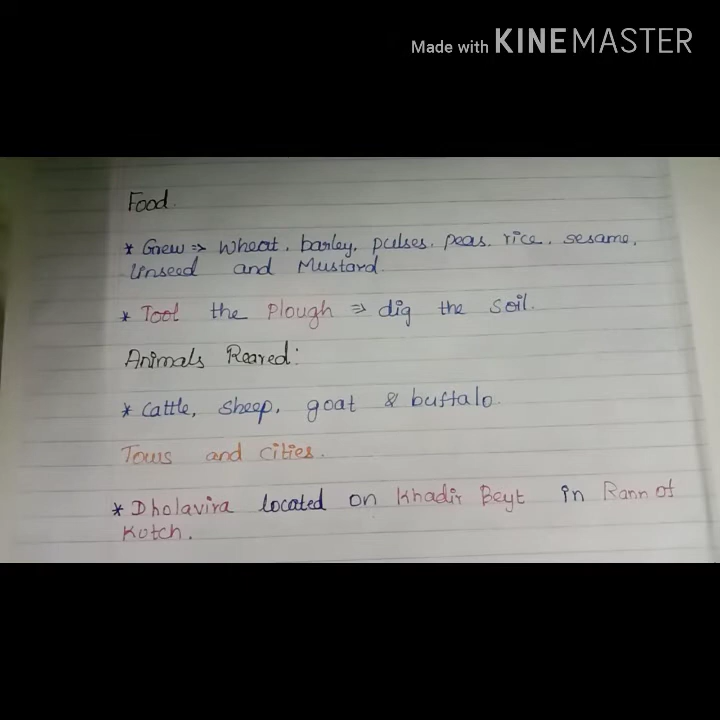 Made with KINEMASTER
Food.
* Grew => Wheat, barley, pulses, peas, rice, sesame,
linseed and Mustard.
* Tool the Plough => dig the soil.
Animals Reared:
* Cattle, sheep, goat & buffalo.
Tows and cities.
* Dholavira located on Khadir Beyt in Rann of
Kutch.